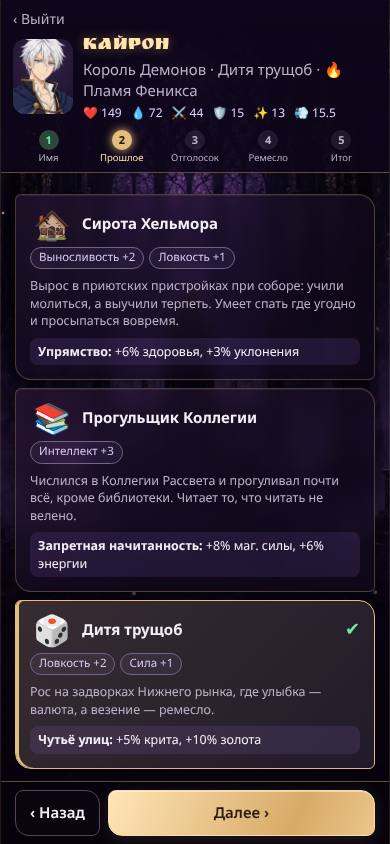 ‹ Выйти
КАЙРОН
Король Демонов · Дитя трущоб · 🔥
Пламя Феникса
❤️ 149 💧 72 ⚔️ 44 🛡️ 15 ✨ 13 💨 15.5
1 2 3 4 5
Имя Прошлое Отголосок Ремесло Итог
Сирота Хельмора
Выносливость +2 Ловкость +1
Вырос в приютских пристройках при соборе: учили
молиться, а выучили терпеть. Умеет спать где угодно
и просыпаться вовремя.
Упрямство: +6% здоровья, +3% уклонения
Прогульщик Коллегии
Интеллект +3
Числился в Коллегии Рассвета и прогуливал почти
всё, кроме библиотеки. Читает то, что читать не
велено.
Запретная начитанность: +8% маг. силы, +6%
энергии
Дитя трущоб ✔
Ловкость +2 Сила +1
Рос на задворках Нижнего рынка, где улыбка —
валюта, а везение — ремесло.
Чутьё улиц: +5% крита, +10% золота
‹ Назад Далее ›